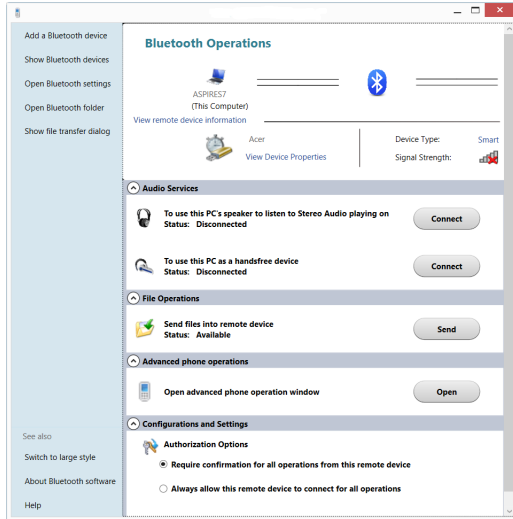 Add a Bluetooth device
Show Bluetooth devices
Open Bluetooth settings
Open Bluetooth folder
Show file transfer dialog
See also
Switch to large style
About Bluetooth software
Help
Bluetooth Operations
ASPIRES7
(This Computer)
View remote device information
Acer
View Device Properties
Device Type: Smart
Signal Strength:
Audio Services
To use this PC's speaker to listen to Stereo Audio playing on
Status: Disconnected
Connect
To use this PC as a handsfree device
Status: Disconnected
Connect
File Operations
Send files into remote device
Status: Available
Send
Advanced phone operations
Open advanced phone operation window
Open
Configurations and Settings
Authorization Options
Require confirmation for all operations from this remote device
Always allow this remote device to connect for all operations